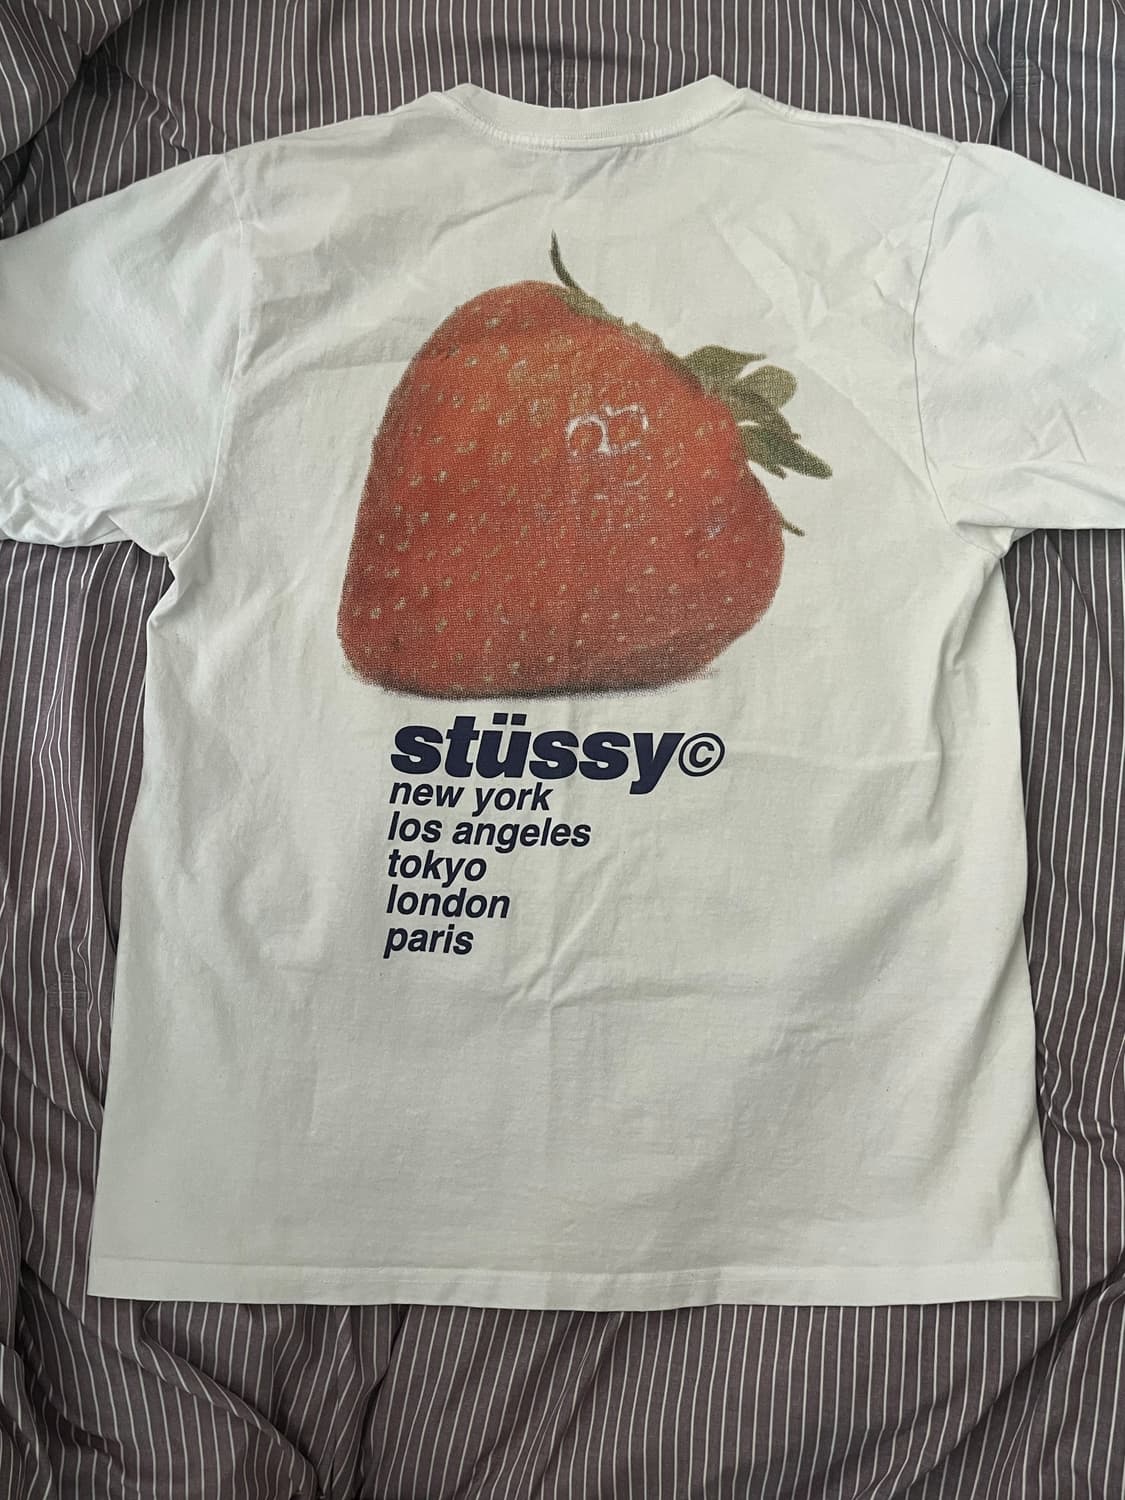 stüssy©
new york
los angeles
tokyo
london
paris